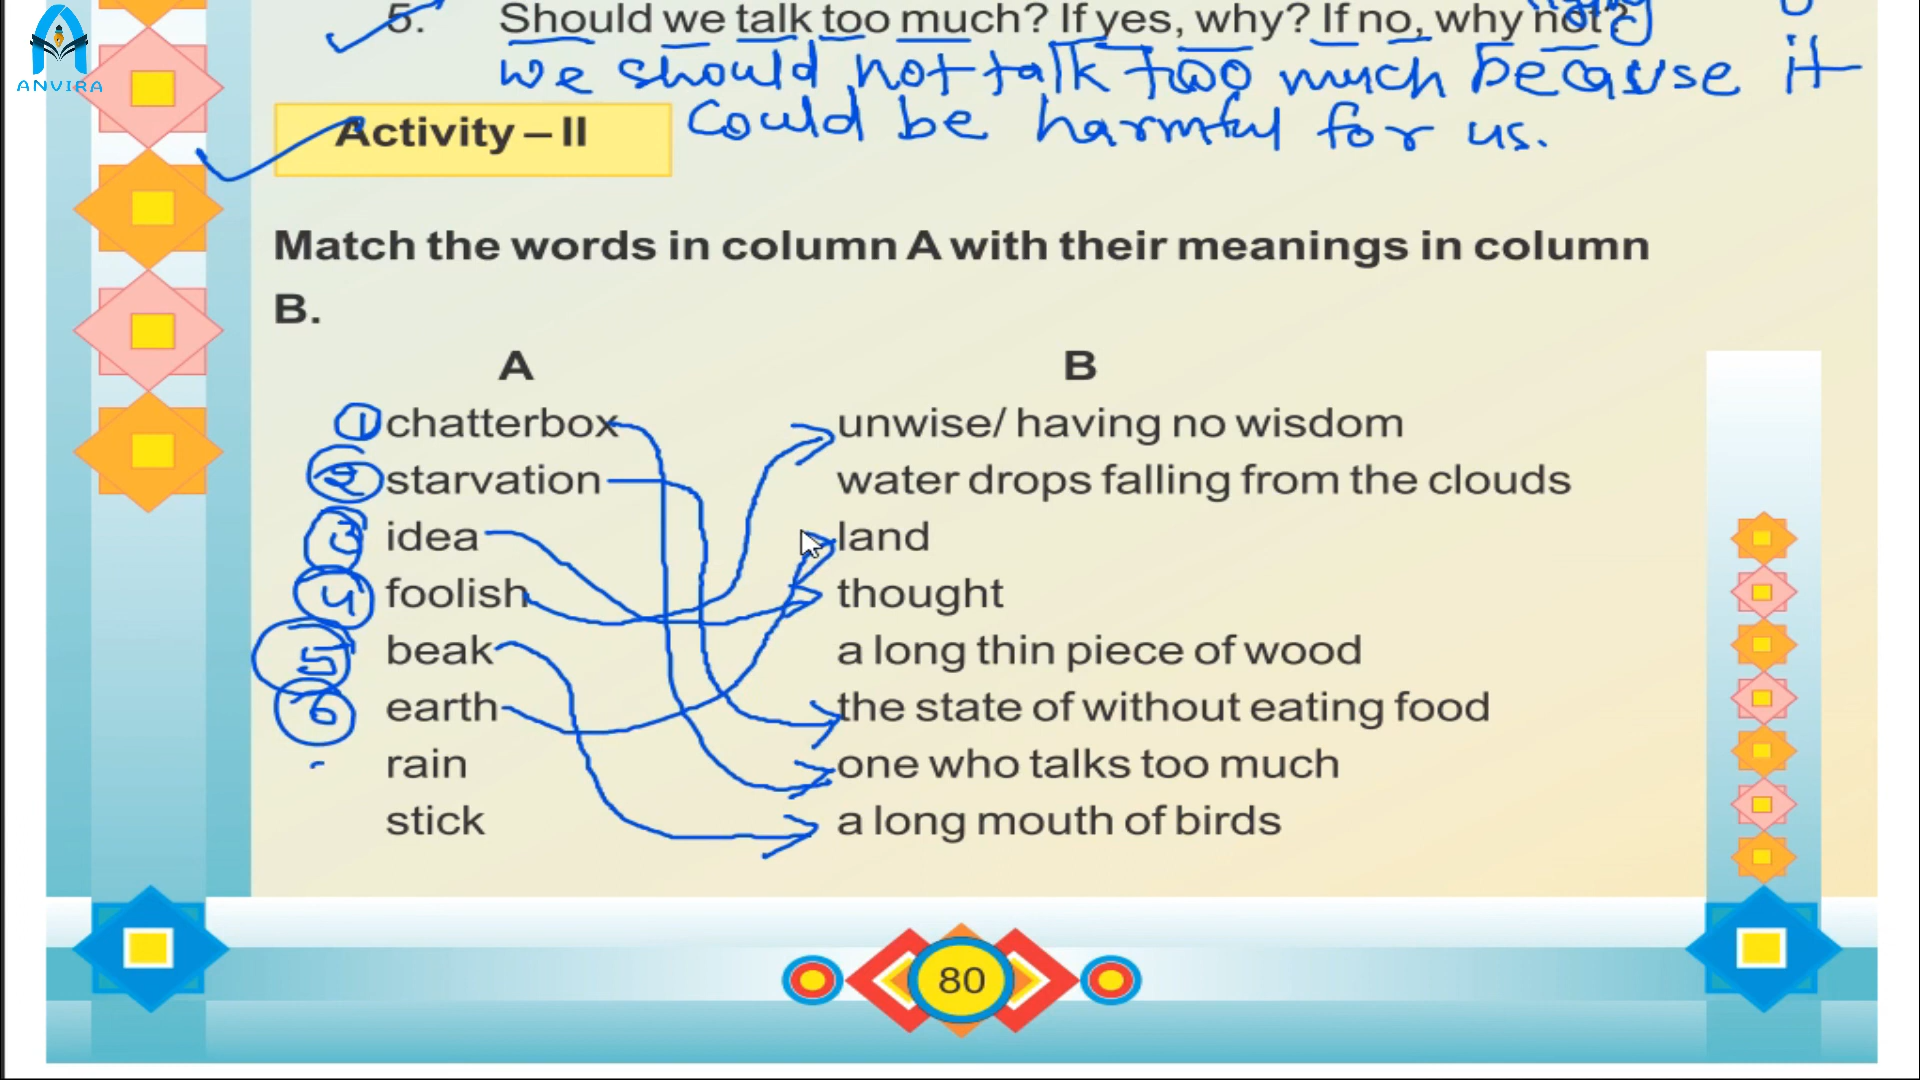 ANVIRA
5. Should we talk too much? If yes, why? If no, why not?
we should not talk two much because it
could be harmful for us.
Activity – II
Match the words in column A with their meanings in column
B.
A B
1 chatterbox unwise/ having no wisdom
2 starvation water drops falling from the clouds
3 idea land
4 foolish thought
5 beak a long thin piece of wood
6 earth the state of without eating food
rain one who talks too much
stick a long mouth of birds
80